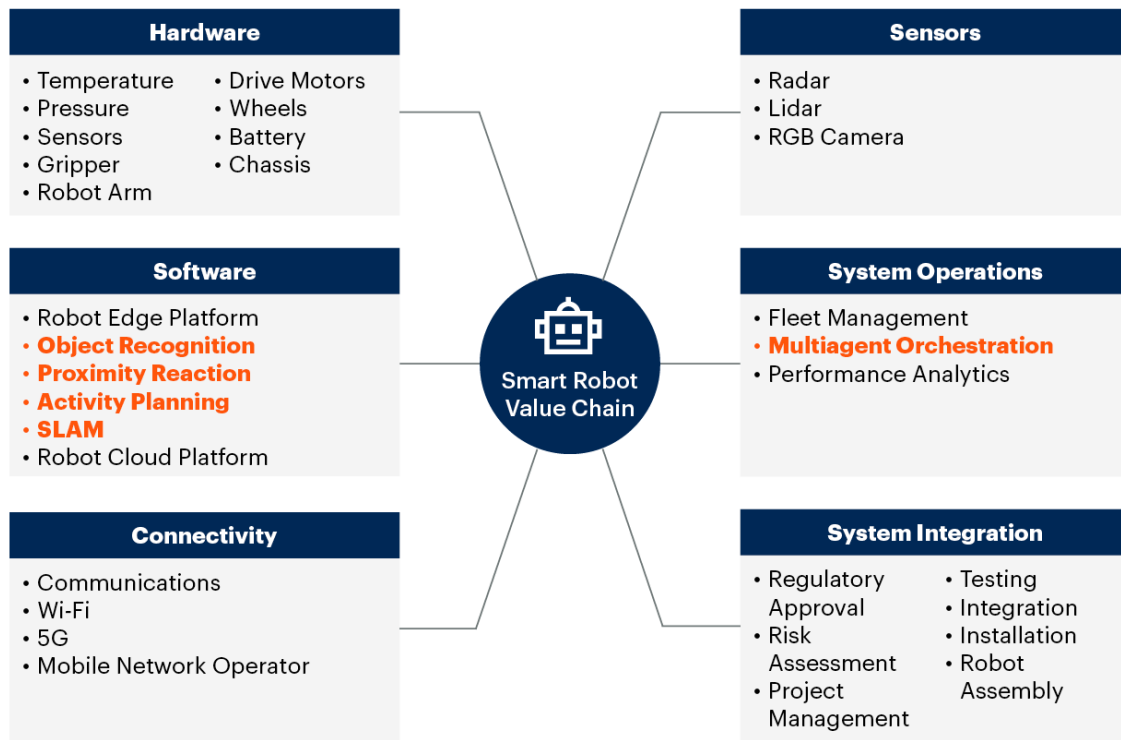 Hardware
• Temperature
• Pressure
• Sensors
• Gripper
• Robot Arm
• Drive Motors
• Wheels
• Battery
• Chassis
Sensors
• Radar
• Lidar
• RGB Camera
Software
• Robot Edge Platform
• Object Recognition
• Proximity Reaction
• Activity Planning
• SLAM
• Robot Cloud Platform
Smart Robot
Value Chain
System Operations
• Fleet Management
• Multiagent Orchestration
• Performance Analytics
Connectivity
• Communications
• Wi-Fi
• 5G
• Mobile Network Operator
System Integration
• Regulatory
Approval
• Risk
Assessment
• Project
Management
• Testing
• Integration
• Installation
• Robot
Assembly